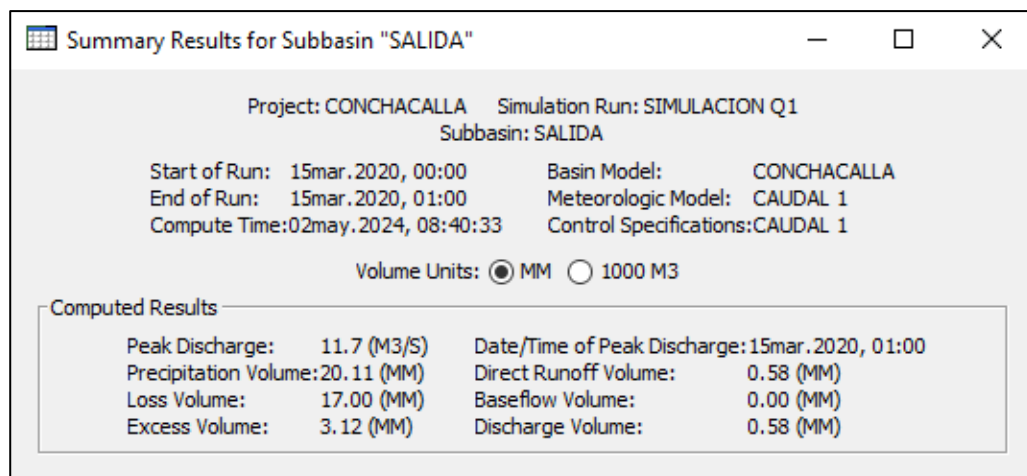 Summary Results for Subbasin "SALIDA"
Project: CONCHACALLA Simulation Run: SIMULACION Q1
Subbasin: SALIDA
Start of Run: 15mar.2020, 00:00 Basin Model: CONCHACALLA
End of Run: 15mar.2020, 01:00 Meteorologic Model: CAUDAL 1
Compute Time:02may.2024, 08:40:33 Control Specifications:CAUDAL 1
Volume Units: MM 1000 M3
Computed Results
Peak Discharge: 11.7 (M3/S) Date/Time of Peak Discharge:15mar.2020, 01:00
Precipitation Volume:20.11 (MM) Direct Runoff Volume: 0.58 (MM)
Loss Volume: 17.00 (MM) Baseflow Volume: 0.00 (MM)
Excess Volume: 3.12 (MM) Discharge Volume: 0.58 (MM)